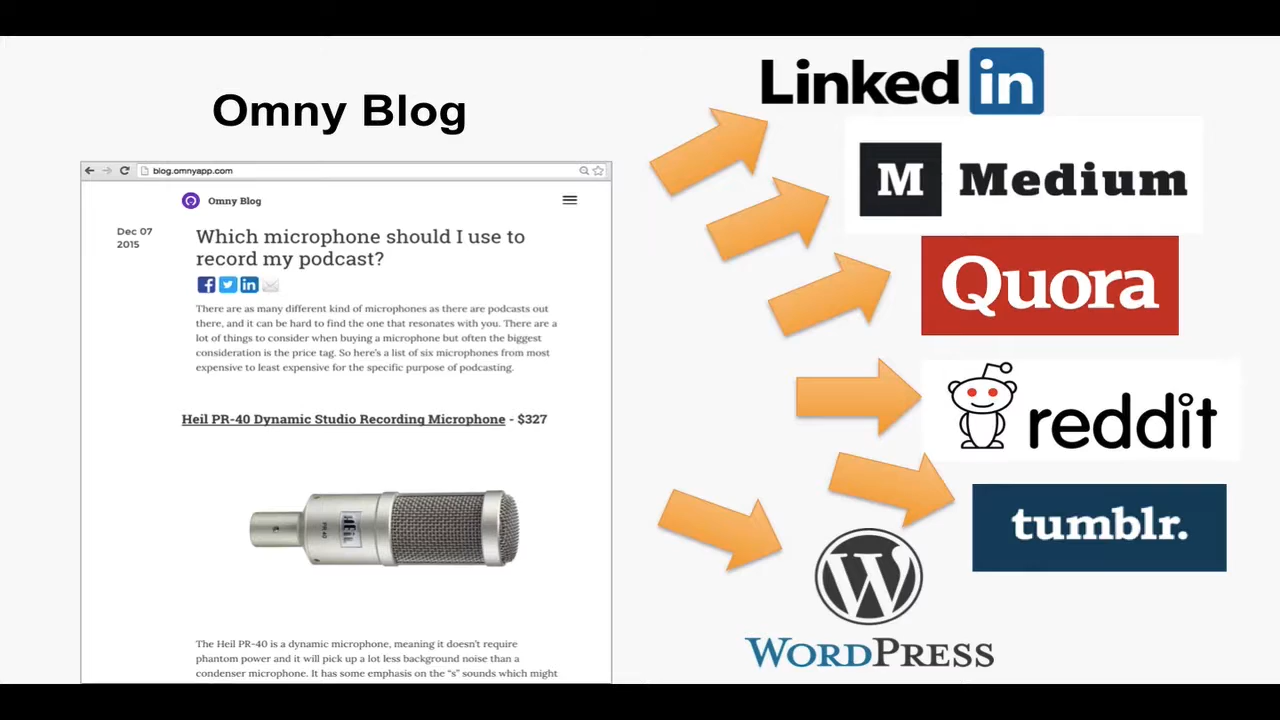 Omny Blog
blog.omnyapp.com
Omny Blog
Dec 07
2015
Which microphone should I use to
record my podcast?
There are as many different kind of microphones as there are podcasts out
there, and it can be hard to find the one that resonates with you. There are a
lot of things to consider when buying a microphone but often the biggest
consideration is the price tag. So here's a list of six microphones from most
expensive to least expensive for the specific purpose of podcasting.
Heil PR-40 Dynamic Studio Recording Microphone - $327
HEIL
PR-40
The Heil PR-40 is a dynamic microphone, meaning it doesn't require
phantom power and it will pick up a lot less background noise than a
condenser microphone. It has some emphasis on the “s” sounds which might
Linked in
M Medium
Quora
reddit
tumblr.
W
WORDPRESS